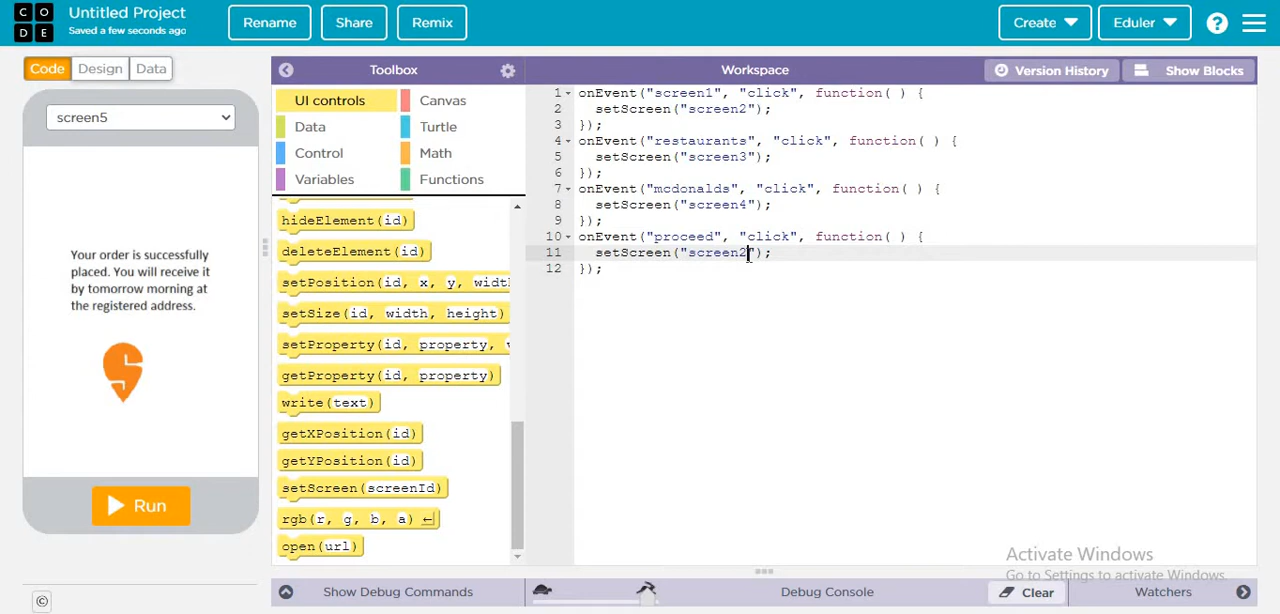 C O
D E
Untitled Project
Saved a few seconds ago
Rename
Share
Remix
Create
Eduler
?
Code
Design
Data
screen5
Your order is successfully
placed. You will receive it
by tomorrow morning at
the registered address.
Run
©
Toolbox
UI controls
Canvas
Data
Turtle
Control
Math
Variables
Functions
hideElement(id)
deleteElement(id)
setPosition(id, x, y, widt
setSize(id, width, height)
setProperty(id, property,
getProperty(id, property)
write(text)
getXPosition(id)
getYPosition(id)
setScreen(screenId)
rgb(r, g, b, a)
open(url)
Show Debug Commands
Workspace
Version History
Show Blocks
1 onEvent("screen1", "click", function( ) {
2 setScreen("screen2");
3 });
4 onEvent("restaurants", "click", function( ) {
5 setScreen("screen3");
6 });
7 onEvent("mcdonalds", "click", function( ) {
8 setScreen("screen4");
9 });
10 onEvent("proceed", "click", function( ) {
11 setScreen("screen2");
12 });
Activate Windows
Go to Settings to activate Windows.
Debug Console
Clear
Watchers